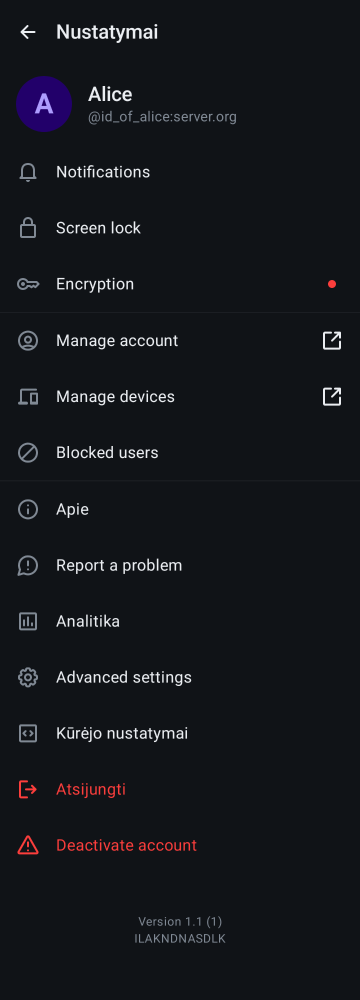 Nustatymai
A
Alice
@id_of_alice:server.org
Notifications
Screen lock
Encryption
Manage account
Manage devices
Blocked users
Apie
Report a problem
Analitika
Advanced settings
Kūrėjo nustatymai
Atsijungti
Deactivate account
Version 1.1 (1)
ILAKNDNASDLK